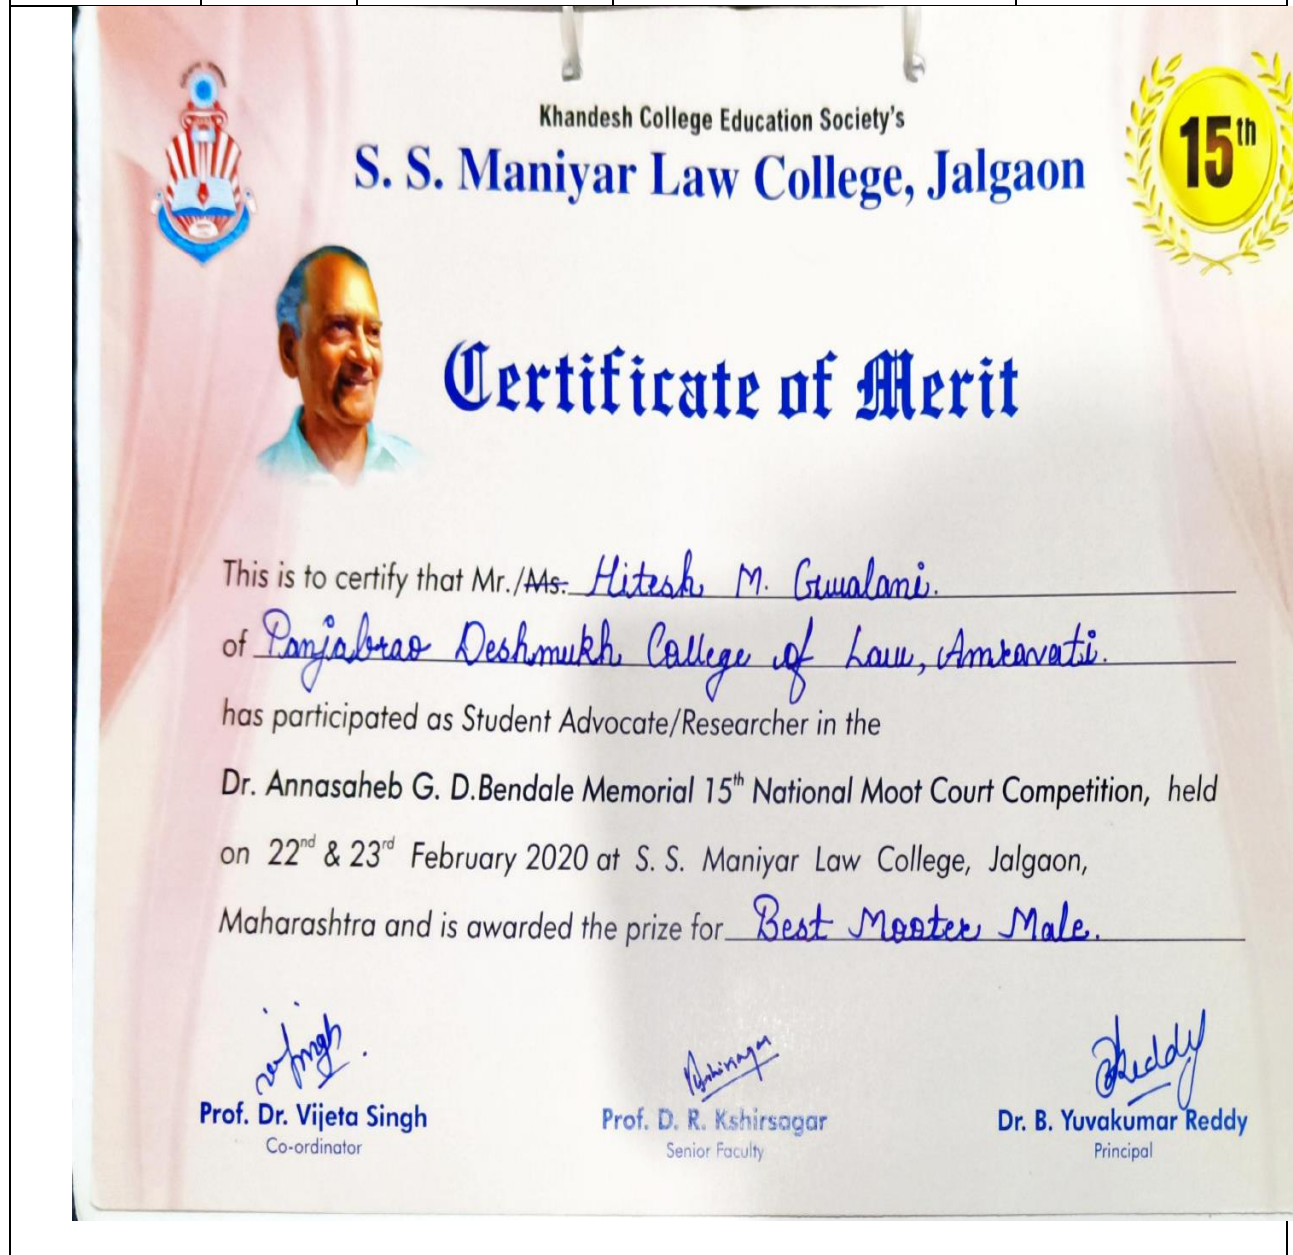 Khandesh College Education Society's
S. S. Maniyar Law College, Jalgaon
15th
Certificate of Merit
This is to certify that Mr./Ms. Hitesh M. Gwalani.
of Panjabrao Deshmukh College of Law, Amravati.
has participated as Student Advocate/Researcher in the
Dr. Annasaheb G. D.Bendale Memorial 15th National Moot Court Competition, held
on 22nd & 23rd February 2020 at S. S. Maniyar Law College, Jalgaon,
Maharashtra and is awarded the prize for Best Mooter Male.
Prof. Dr. Vijeta Singh
Co-ordinator
Prof. D. R. Kshirsagar
Senior Faculty
Dr. B. Yuvakumar Reddy
Principal